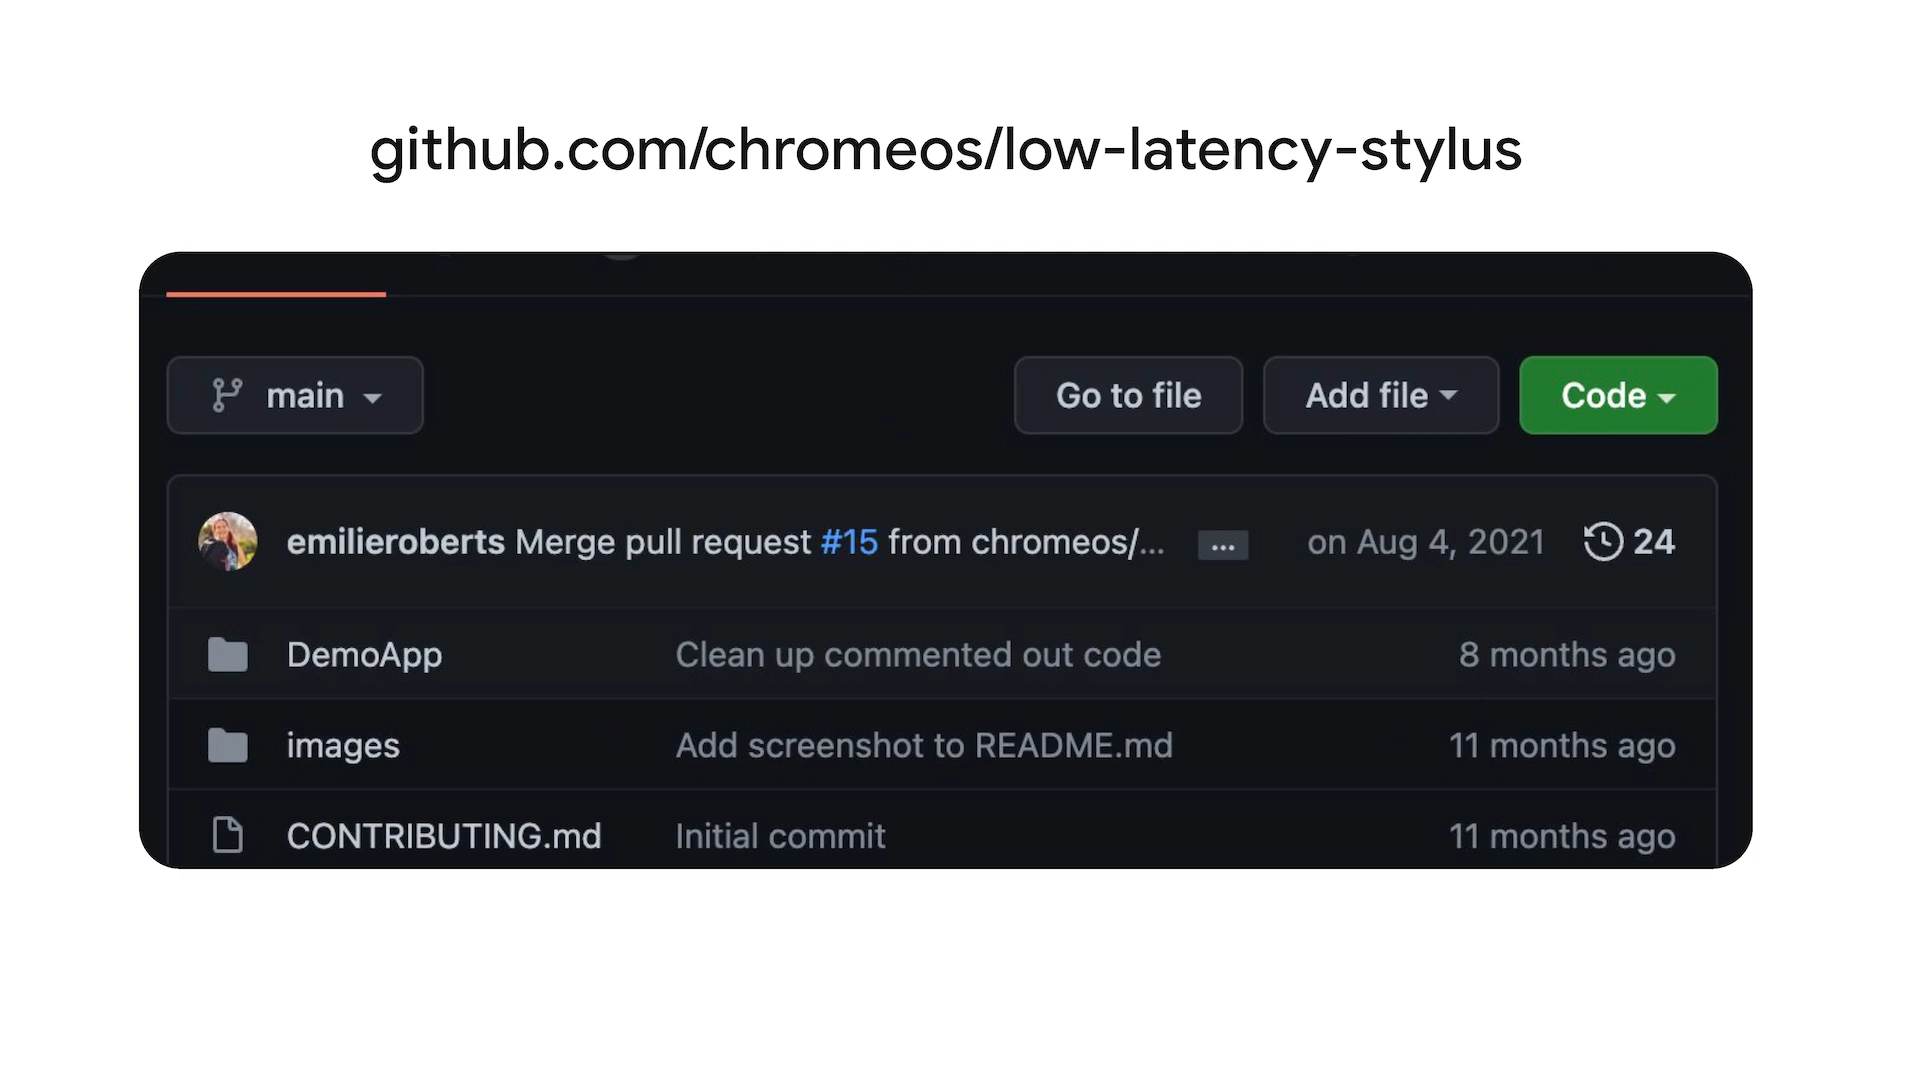 github.com/chromeos/low-latency-stylus
main
Go to file
Add file
Code
emilieroberts Merge pull request #15 from chromeos/... ... on Aug 4, 2021 24
DemoApp Clean up commented out code 8 months ago
images Add screenshot to README.md 11 months ago
CONTRIBUTING.md Initial commit 11 months ago